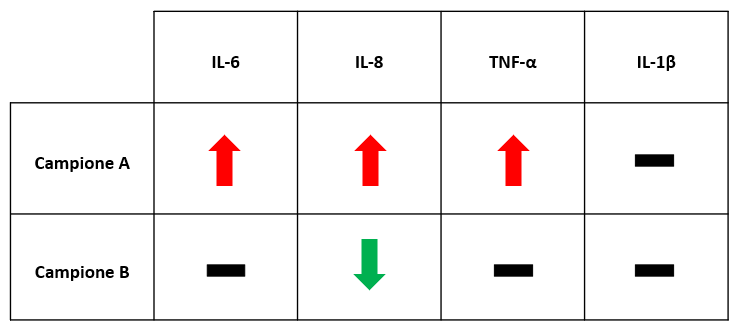 IL-6 IL-8 TNF-α IL-1β
Campione A
Campione B